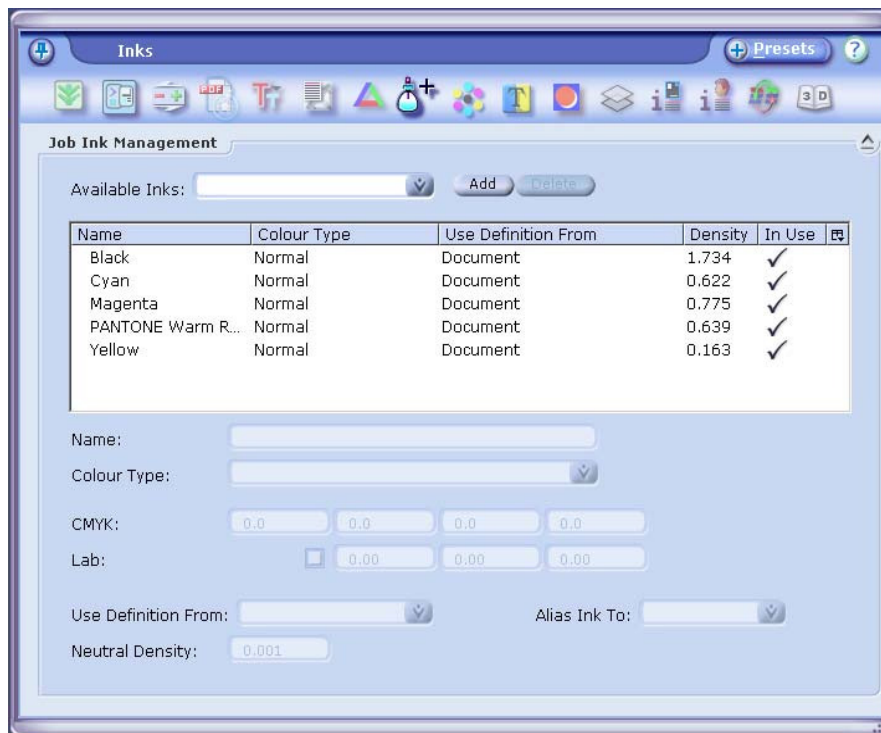 Inks
Presets
?
PDF
T
i
i
3 D
Job Ink Management
Available Inks:
Add
Delete
Name Colour Type Use Definition From Density In Use
Black Normal Document 1.734
Cyan Normal Document 0.622
Magenta Normal Document 0.775
PANTONE Warm R... Normal Document 0.639
Yellow Normal Document 0.163
Name:
Colour Type:
CMYK: 0.0 0.0 0.0 0.0
Lab: 0.00 0.00 0.00
Use Definition From: Alias Ink To:
Neutral Density: 0.001